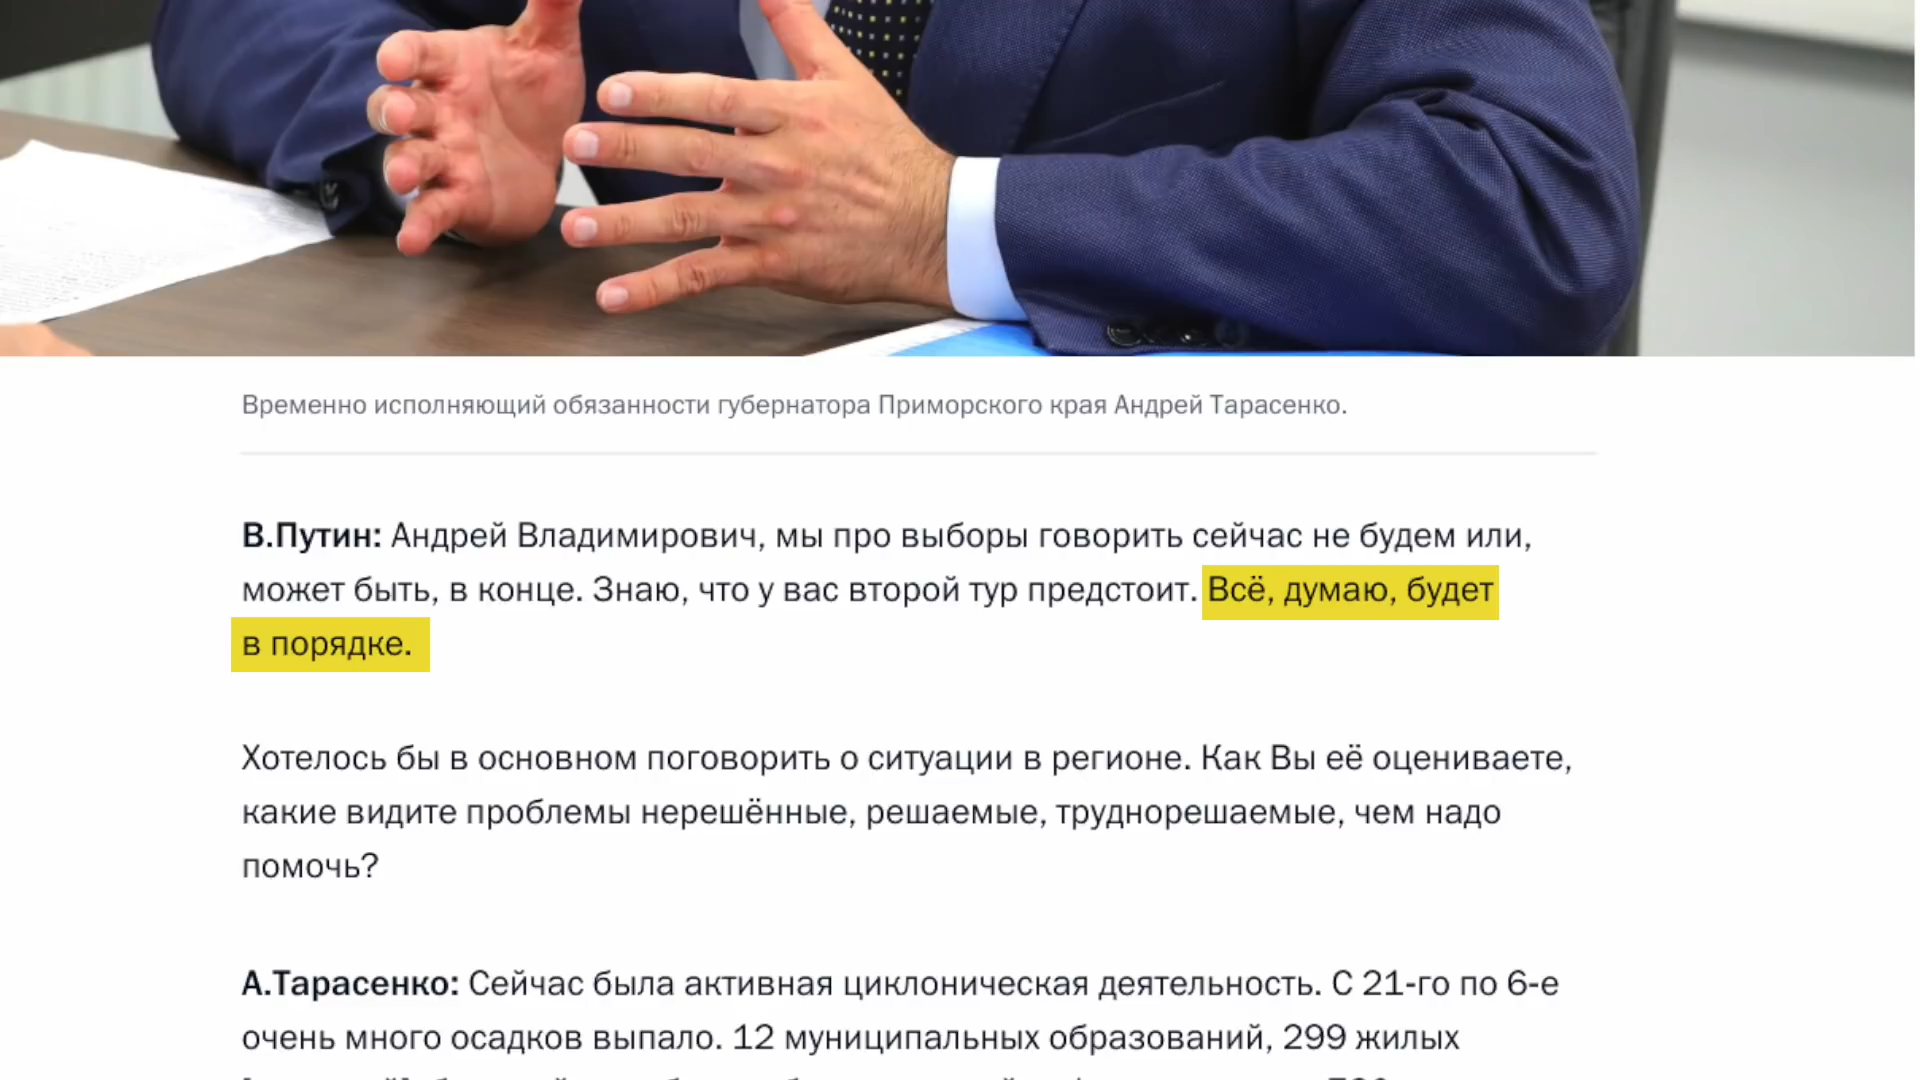 Временно исполняющий обязанности губернатора Приморского края Андрей Тарасенко.
В.Путин: Андрей Владимирович, мы про выборы говорить сейчас не будем или,
может быть, в конце. Знаю, что у вас второй тур предстоит. Всё, думаю, будет
в порядке.
Хотелось бы в основном поговорить о ситуации в регионе. Как Вы её оцениваете,
какие видите проблемы нерешённые, решаемые, труднорешаемые, чем надо
помочь?
А.Тарасенко: Сейчас была активная циклоническая деятельность. С 21-го по 6-е
очень много осадков выпало. 12 муниципальных образований, 299 жилых